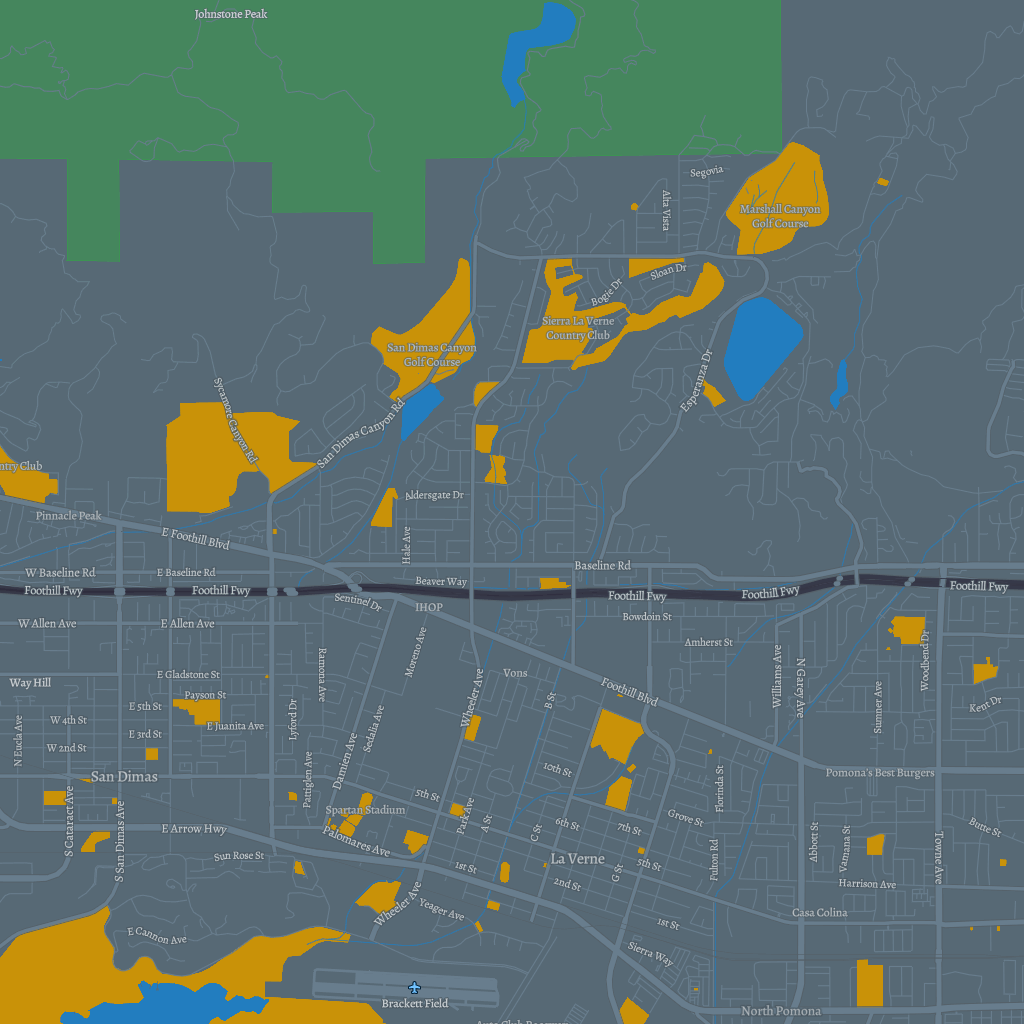 Johnstone Peak
Segovia
Alta Vista
Marshall Canyon
Golf Course
Sloan Dr
Bogie Dr
Sierra La Verne
Country Club
San Dimas Canyon
Golf Course
Esperanza Dr
Sycamore Canyon Rd
San Dimas Canyon Rd
ntry Club
Aldersgate Dr
Pinnacle Peak
E Foothill Blvd
Hale Ave
Baseline Rd
W Baseline Rd
E Baseline Rd
Beaver Way
Foothill Fwy
Foothill Fwy
Foothill Fwy
Foothill Fwy
Foothill Fwy
Sentinel Dr
IHOP
Bowdoin St
W Allen Ave
E Allen Ave
Amherst St
Moreno Ave
Ramona Ave
Williams Ave
N Garey Ave
Woodbend Dr
Vons
E Gladstone St
Way Hill
Foothill Blvd
Payson St
Wheeler Ave
B St
Sumner Ave
Kent Dr
E 5th St
Lyford Dr
W 4th St
E Juanita Ave
Sedalia Ave
N Eucla Ave
E 3rd St
W 2nd St
Damien Ave
10th St
San Dimas
Pattiglen Ave
Florinda St
Pomona's Best Burgers
5th St
Spartan Stadium
Park Ave
A St
C St
6th St
7th St
Grove St
S Cataract Ave
S San Dimas Ave
E Arrow Hwy
Palomares Ave
Abbott St
Vamana St
Butte St
Towne Ave
Sun Rose St
1st St
La Verne
5th St
G St
Fulton Rd
2nd St
Harrison Ave
Wheeler Ave
Yeager Ave
Casa Colina
1st St
E Cannon Ave
Sierra Way
Brackett Field
North Pomona